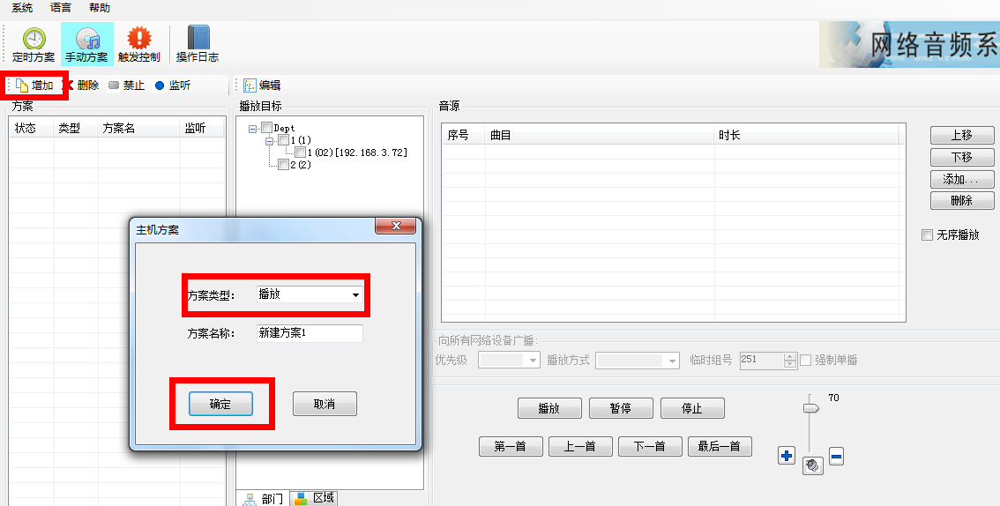 系统 语言 帮助
定时方案 手动方案 触发控制 操作日志
网络音频系
增加 删除 禁止 监听 编辑
方案 播放目标 音源
状态 类型 方案名 监听
Dept
1(1)
1(02)[192.168.3.72]
2(2)
序号 曲目 时长
上移
下移
添加...
删除
无序播放
主机方案
方案类型: 播放
方案名称: 新建方案1
确定 取消
向所有网络设备广播:
优先级 播放方式 临时组号 251 强制单播
播放 暂停 停止 70
第一首 上一首 下一首 最后一首
部门 区域